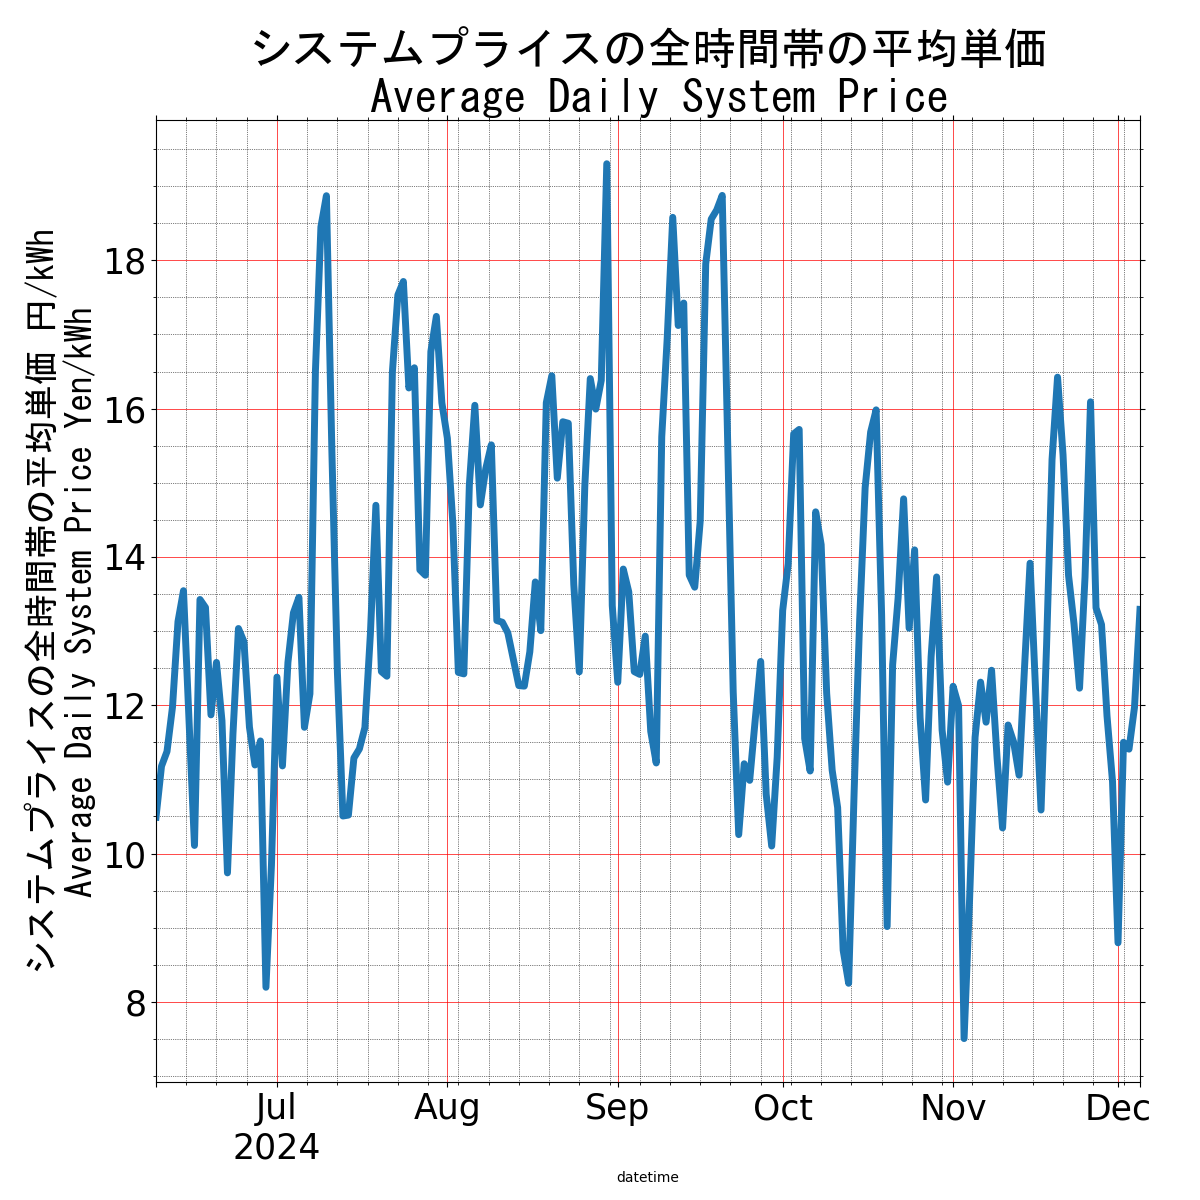 システムプライスの全時間帯の平均単価
Average Daily System Price
システムプライスの全時間帯の平均単価 円/kWh
Average Daily System Price Yen/kWh
18
16
14
12
10
8
Jul
2024
Aug
Sep
Oct
Nov
Dec
datetime